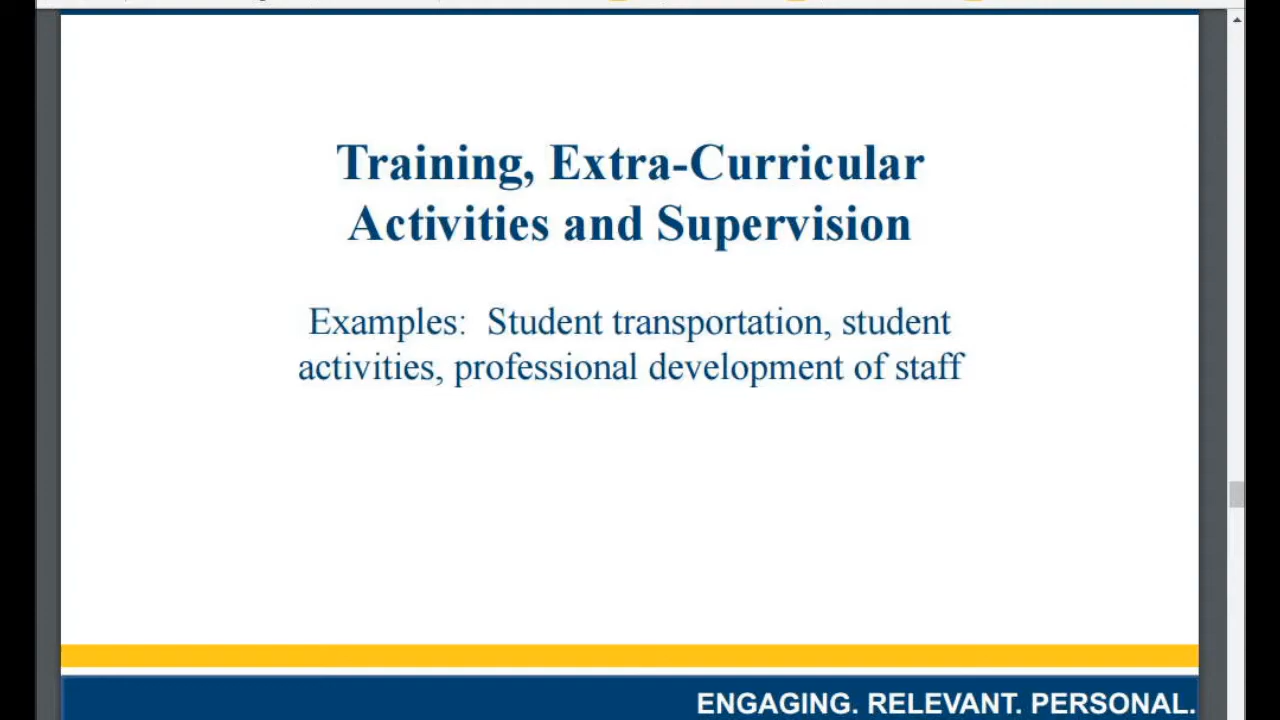 Training, Extra-Curricular
Activities and Supervision
Examples:  Student transportation, student
activities, professional development of staff
ENGAGING. RELEVANT. PERSONAL.